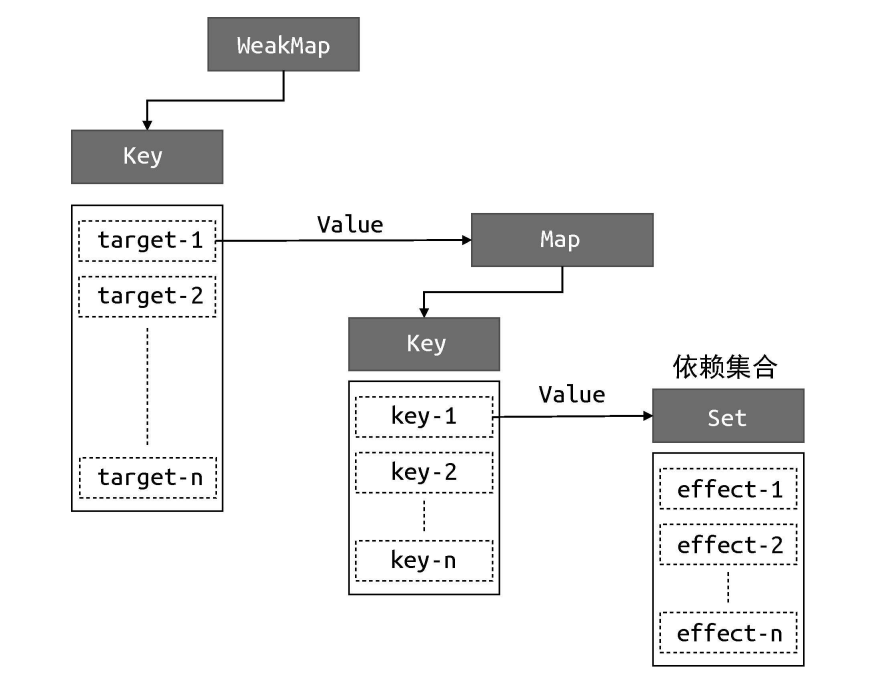 WeakMap
Key
target-1
target-2
target-n
Value
Map
Key
key-1
key-2
key-n
Value
依赖集合
Set
effect-1
effect-2
effect-n